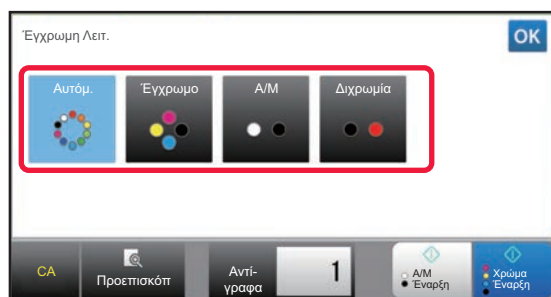 Έγχρωμη Λειτ.
OK
Αυτόμ.
Έγχρωμο
Α/Μ
Διχρωμία
CA
Προεπισκόπ
Αντί-
γραφα
1
Α/Μ
Έναρξη
Χρώμα
Έναρξη